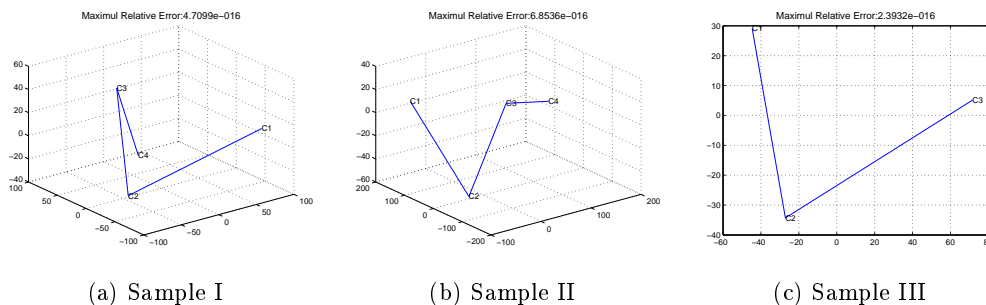 Maximul Relative Error:4.7099e-016
60
40
20
0
-20
-40
100
50
0
-50
-100
-100
-50
0
50
100
C1
C2
C3
C4
(a) Sample I
Maximul Relative Error:6.8536e-016
60
40
20
0
-20
-40
-60
200
100
0
-100
-200
-100
0
100
200
C1
C2
C3
C4
(b) Sample II
Maximul Relative Error:2.3932e-016
30
20
10
0
-10
-20
-30
-40
-60
-40
-20
0
20
40
60
C1
C2
C3
(c) Sample III